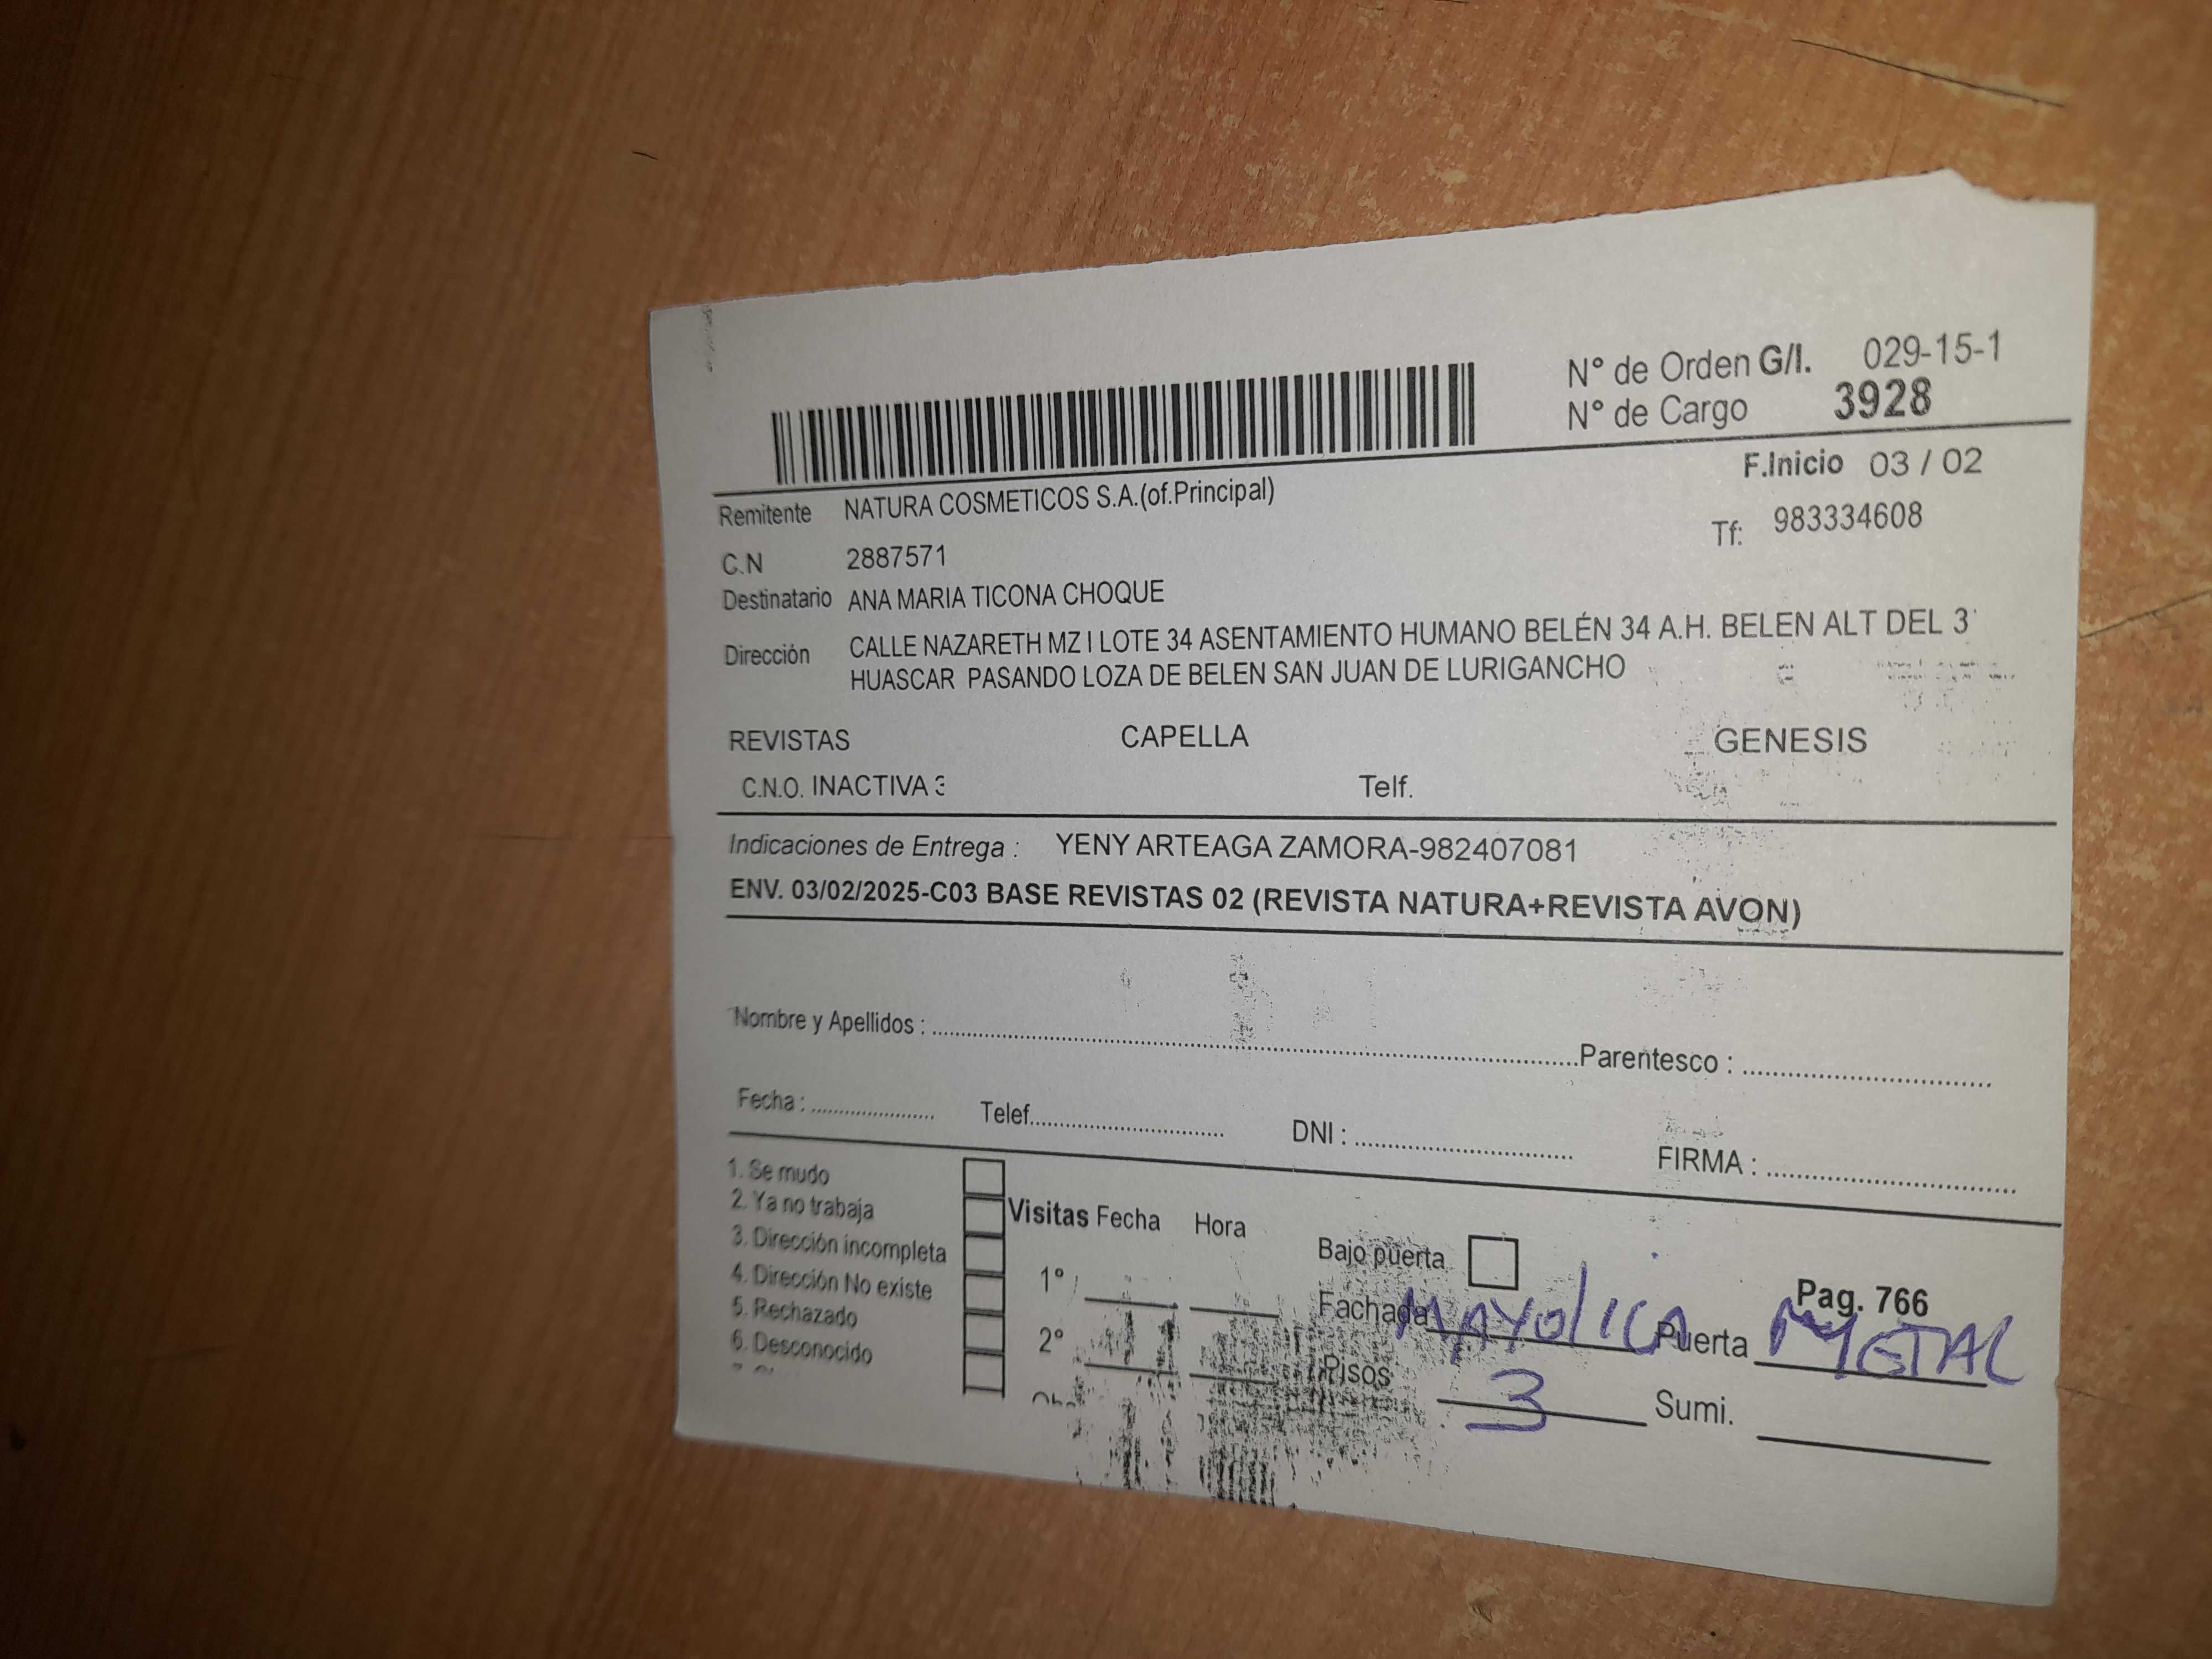 N° de Orden G/I. 029-15-1
N° de Cargo 3928
F.Inicio 03 / 02
Remitente NATURA COSMETICOS S.A.(of.Principal)
Tf: 983334608
C.N 2887571
Destinatario ANA MARIA TICONA CHOQUE
Dirección CALLE NAZARETH MZ I LOTE 34 ASENTAMIENTO HUMANO BELÉN 34 A.H. BELEN ALT DEL 3
HUASCAR PASANDO LOZA DE BELEN SAN JUAN DE LURIGANCHO
REVISTAS CAPELLA GENESIS
C.N.O. INACTIVA 3 Telf.
Indicaciones de Entrega : YENY ARTEAGA ZAMORA-982407081
ENV. 03/02/2025-C03 BASE REVISTAS 02 (REVISTA NATURA+REVISTA AVON)
Nombre y Apellidos : Parentesco :
Fecha : Telef. DNI : FIRMA :
1. Se mudo
2. Ya no trabaja
3. Dirección incompleta
4. Dirección No existe
5. Rechazado
6. Desconocido
Visitas Fecha Hora
1°
2°
Bajo puerta
Pag. 766
Fachada MAYOLICA Puerta METAL
Pisos 3 Sumi.